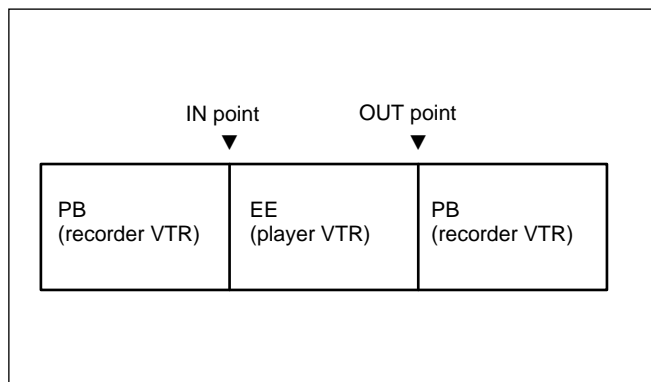 IN point
OUT point
PB
(recorder VTR)
EE
(player VTR)
PB
(recorder VTR)